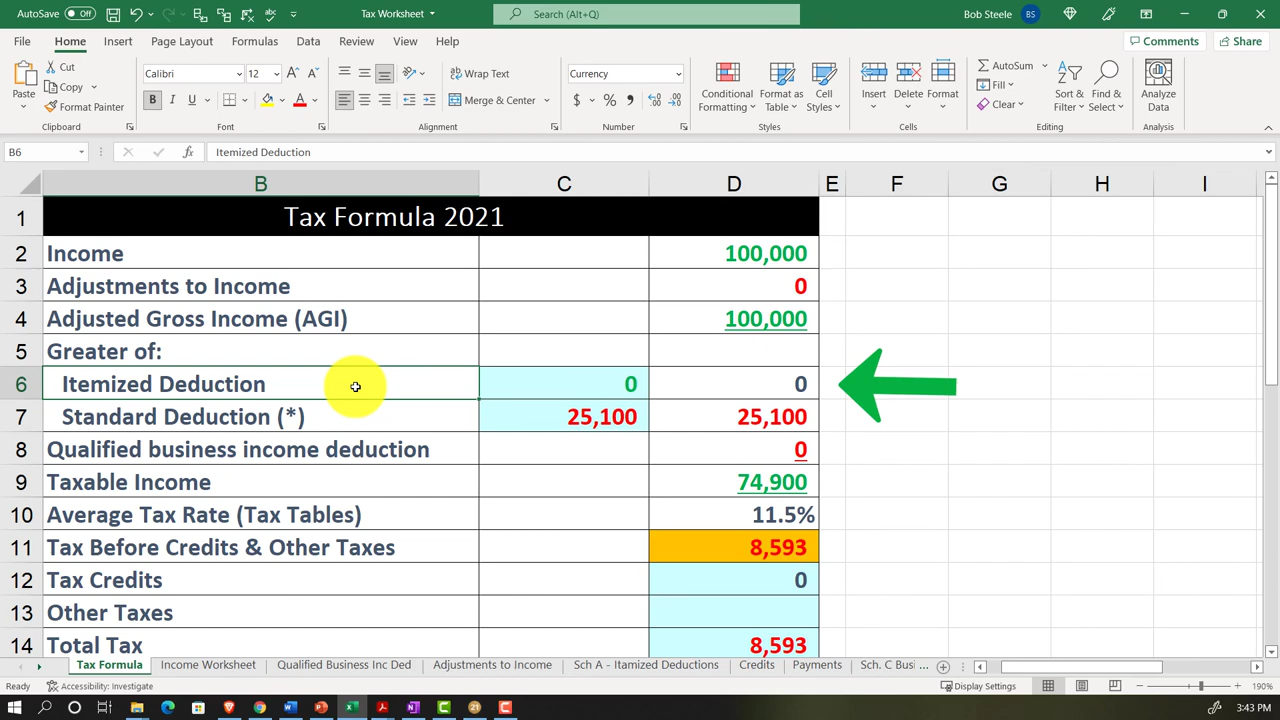 AutoSave Off Tax Worksheet Search (Alt+Q) Bob Steele BS
File Home Insert Page Layout Formulas Data Review View Help Comments Share
Paste Cut Copy Format Painter Clipboard
Calibri 12 B I U A Font
Wrap Text Merge & Center Alignment
Currency $ % , Number
Conditional Formatting Format as Table Cell Styles Styles
Insert Delete Format Cells
AutoSum Fill Clear Sort & Filter Find & Select Editing
Analyze Data Analysis
B6 fx Itemized Deduction
B C D E F G H I
1 Tax Formula 2021
2 Income 100,000
3 Adjustments to Income 0
4 Adjusted Gross Income (AGI) 100,000
5 Greater of:
6 Itemized Deduction 0 0
7 Standard Deduction (*) 25,100 25,100
8 Qualified business income deduction 0
9 Taxable Income 74,900
10 Average Tax Rate (Tax Tables) 11.5%
11 Tax Before Credits & Other Taxes 8,593
12 Tax Credits 0
13 Other Taxes
14 Total Tax 8,593
Tax Formula Income Worksheet Qualified Business Inc Ded Adjustments to Income Sch A - Itamized Deductions Credits Payments Sch. C Busi ...
Ready Accessibility: Investigate Display Settings 190%
3:43 PM